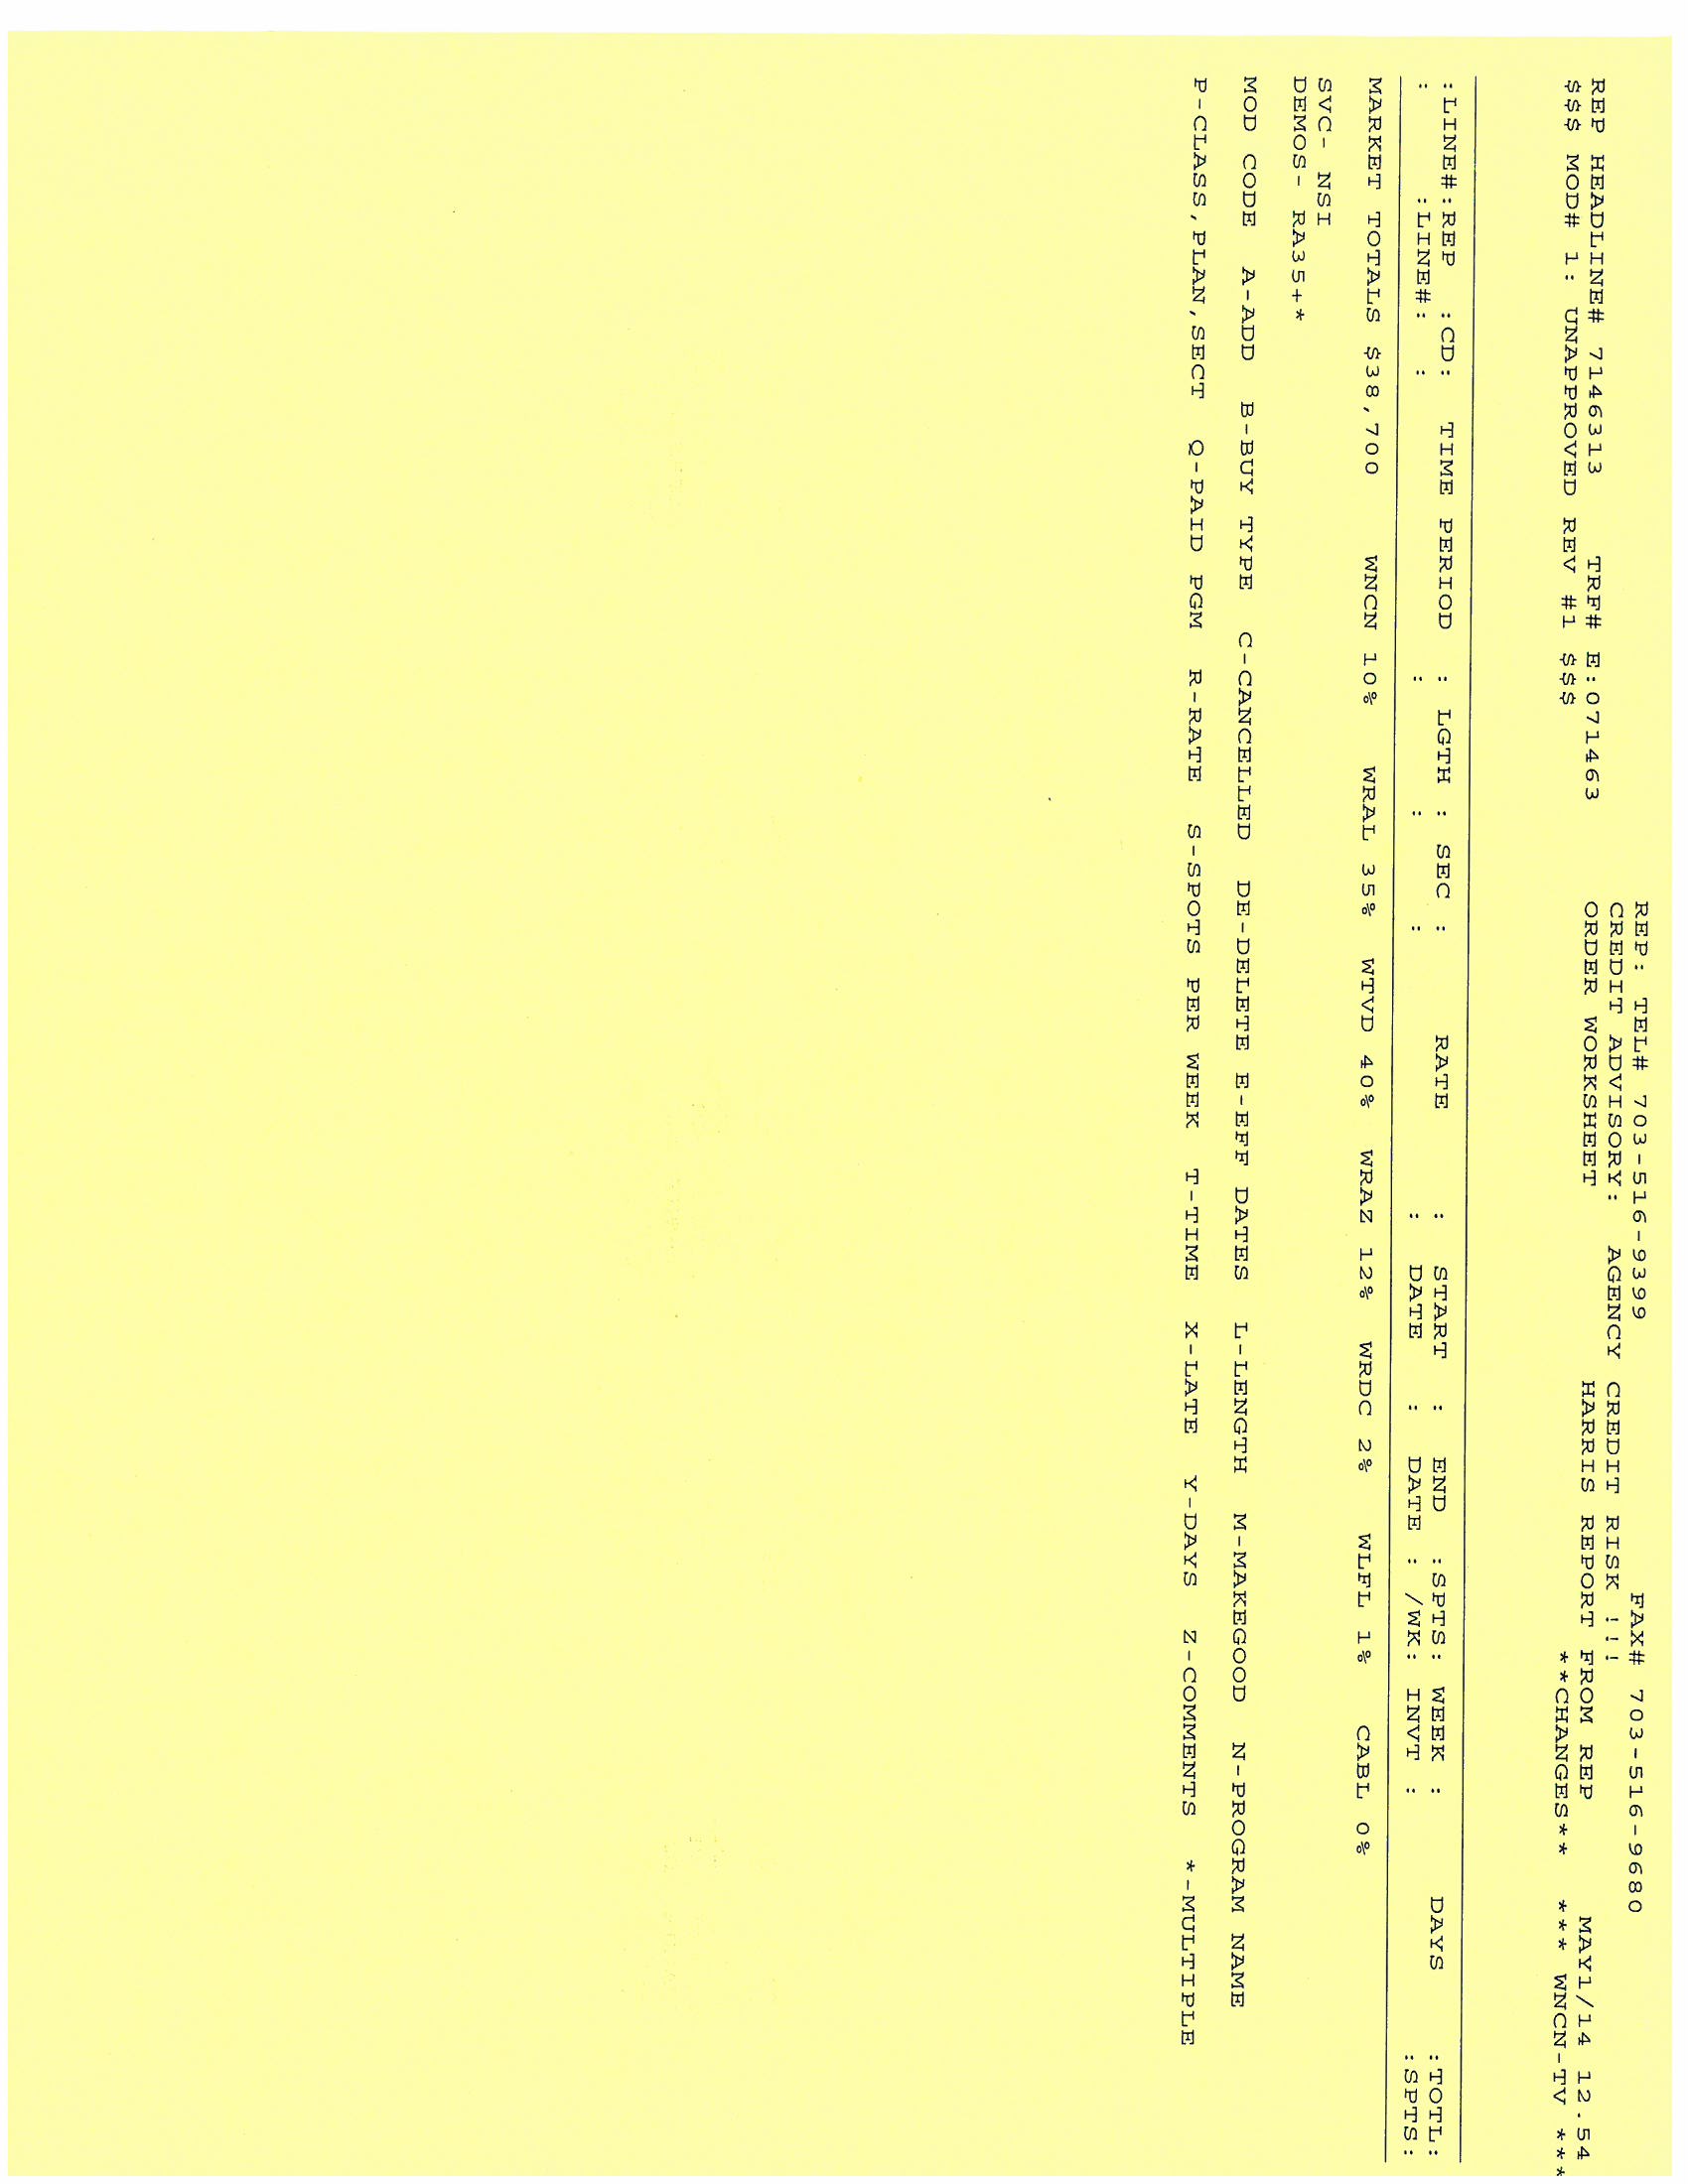 REP: TEL# 703-516-9399 FAX# 703-516-9680
CREDIT ADVISORY: AGENCY CREDIT RISK !!!
ORDER WORKSHEET HARRIS REPORT FROM REP MAY1/14 12.54
REP HEADLINE# 7146313 TRF# E:071463 **CHANGES** *** WNCN-TV ***
$$$ MOD# 1: UNAPPROVED REV #1 $$$
:LINE#:REP :CD: TIME PERIOD : LGTH : SEC : RATE : START : END :SPTS: WEEK : DAYS :TOTL:
: :LINE#: : : : : : DATE : DATE : /WK: INVT : :SPTS:
MARKET TOTALS $38,700 WNCN 10% WRAL 35% WTVD 40% WRAZ 12% WRDC 2% WLFL 1% CABL 0%
SVC- NSI
DEMOS- RA35+*
MOD CODE A-ADD B-BUY TYPE C-CANCELLED DE-DELETE E-EFF DATES L-LENGTH M-MAKEGOOD N-PROGRAM NAME
P-CLASS,PLAN,SECT Q-PAID PGM R-RATE S-SPOTS PER WEEK T-TIME X-LATE Y-DAYS Z-COMMENTS *-MULTIPLE